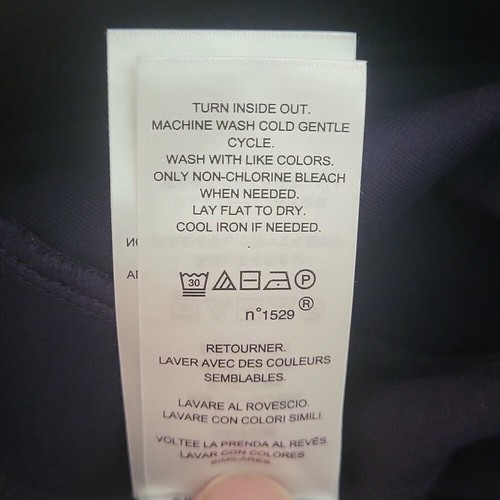 TURN INSIDE OUT.
MACHINE WASH COLD GENTLE
CYCLE.
WASH WITH LIKE COLORS.
ONLY NON-CHLORINE BLEACH
WHEN NEEDED.
LAY FLAT TO DRY.
COOL IRON IF NEEDED.
.
30 P
n°1529 ®
RETOURNER.
LAVER AVEC DES COULEURS
SEMBLABLES.
LAVARE AL ROVESCIO.
LAVARE CON COLORI SIMILI.
VOLTEE LA PRENDA AL REVÉS
LAVAR CON COLORES
SIMILARES